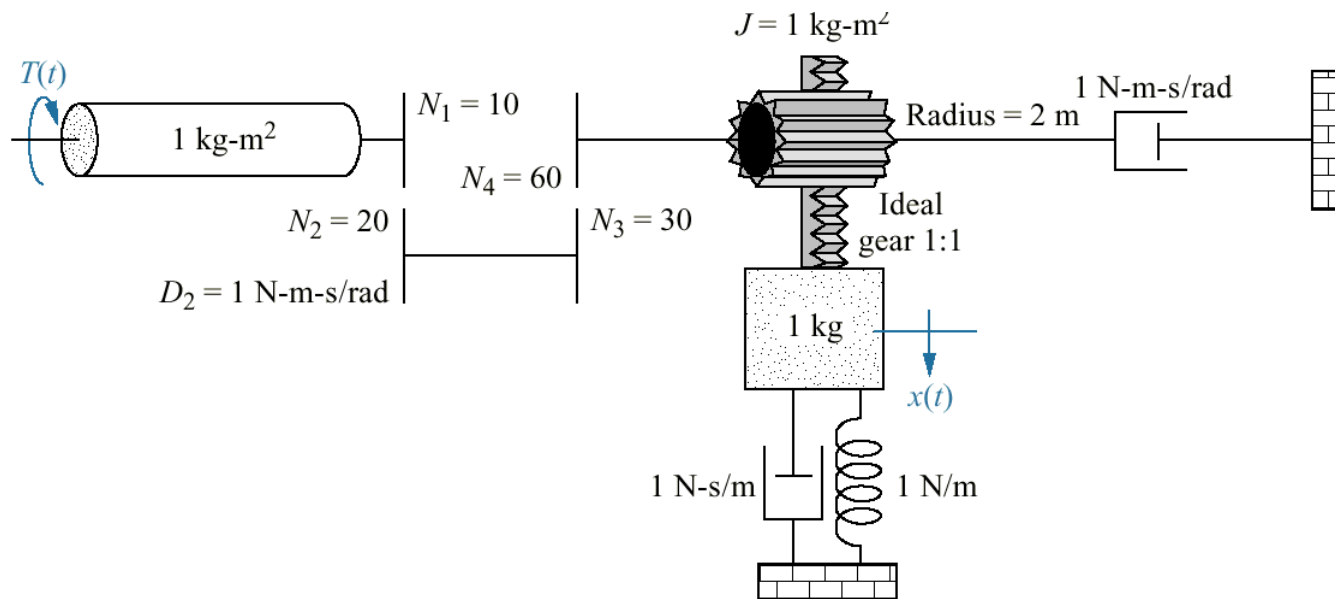 J = 1 kg-m²
T(t)
1 kg-m²
N₁ = 10
N₄ = 60
Radius = 2 m
1 N-m-s/rad
N₂ = 20
N₃ = 30
Ideal
gear 1:1
D₂ = 1 N-m-s/rad
1 kg
x(t)
1 N-s/m
1 N/m